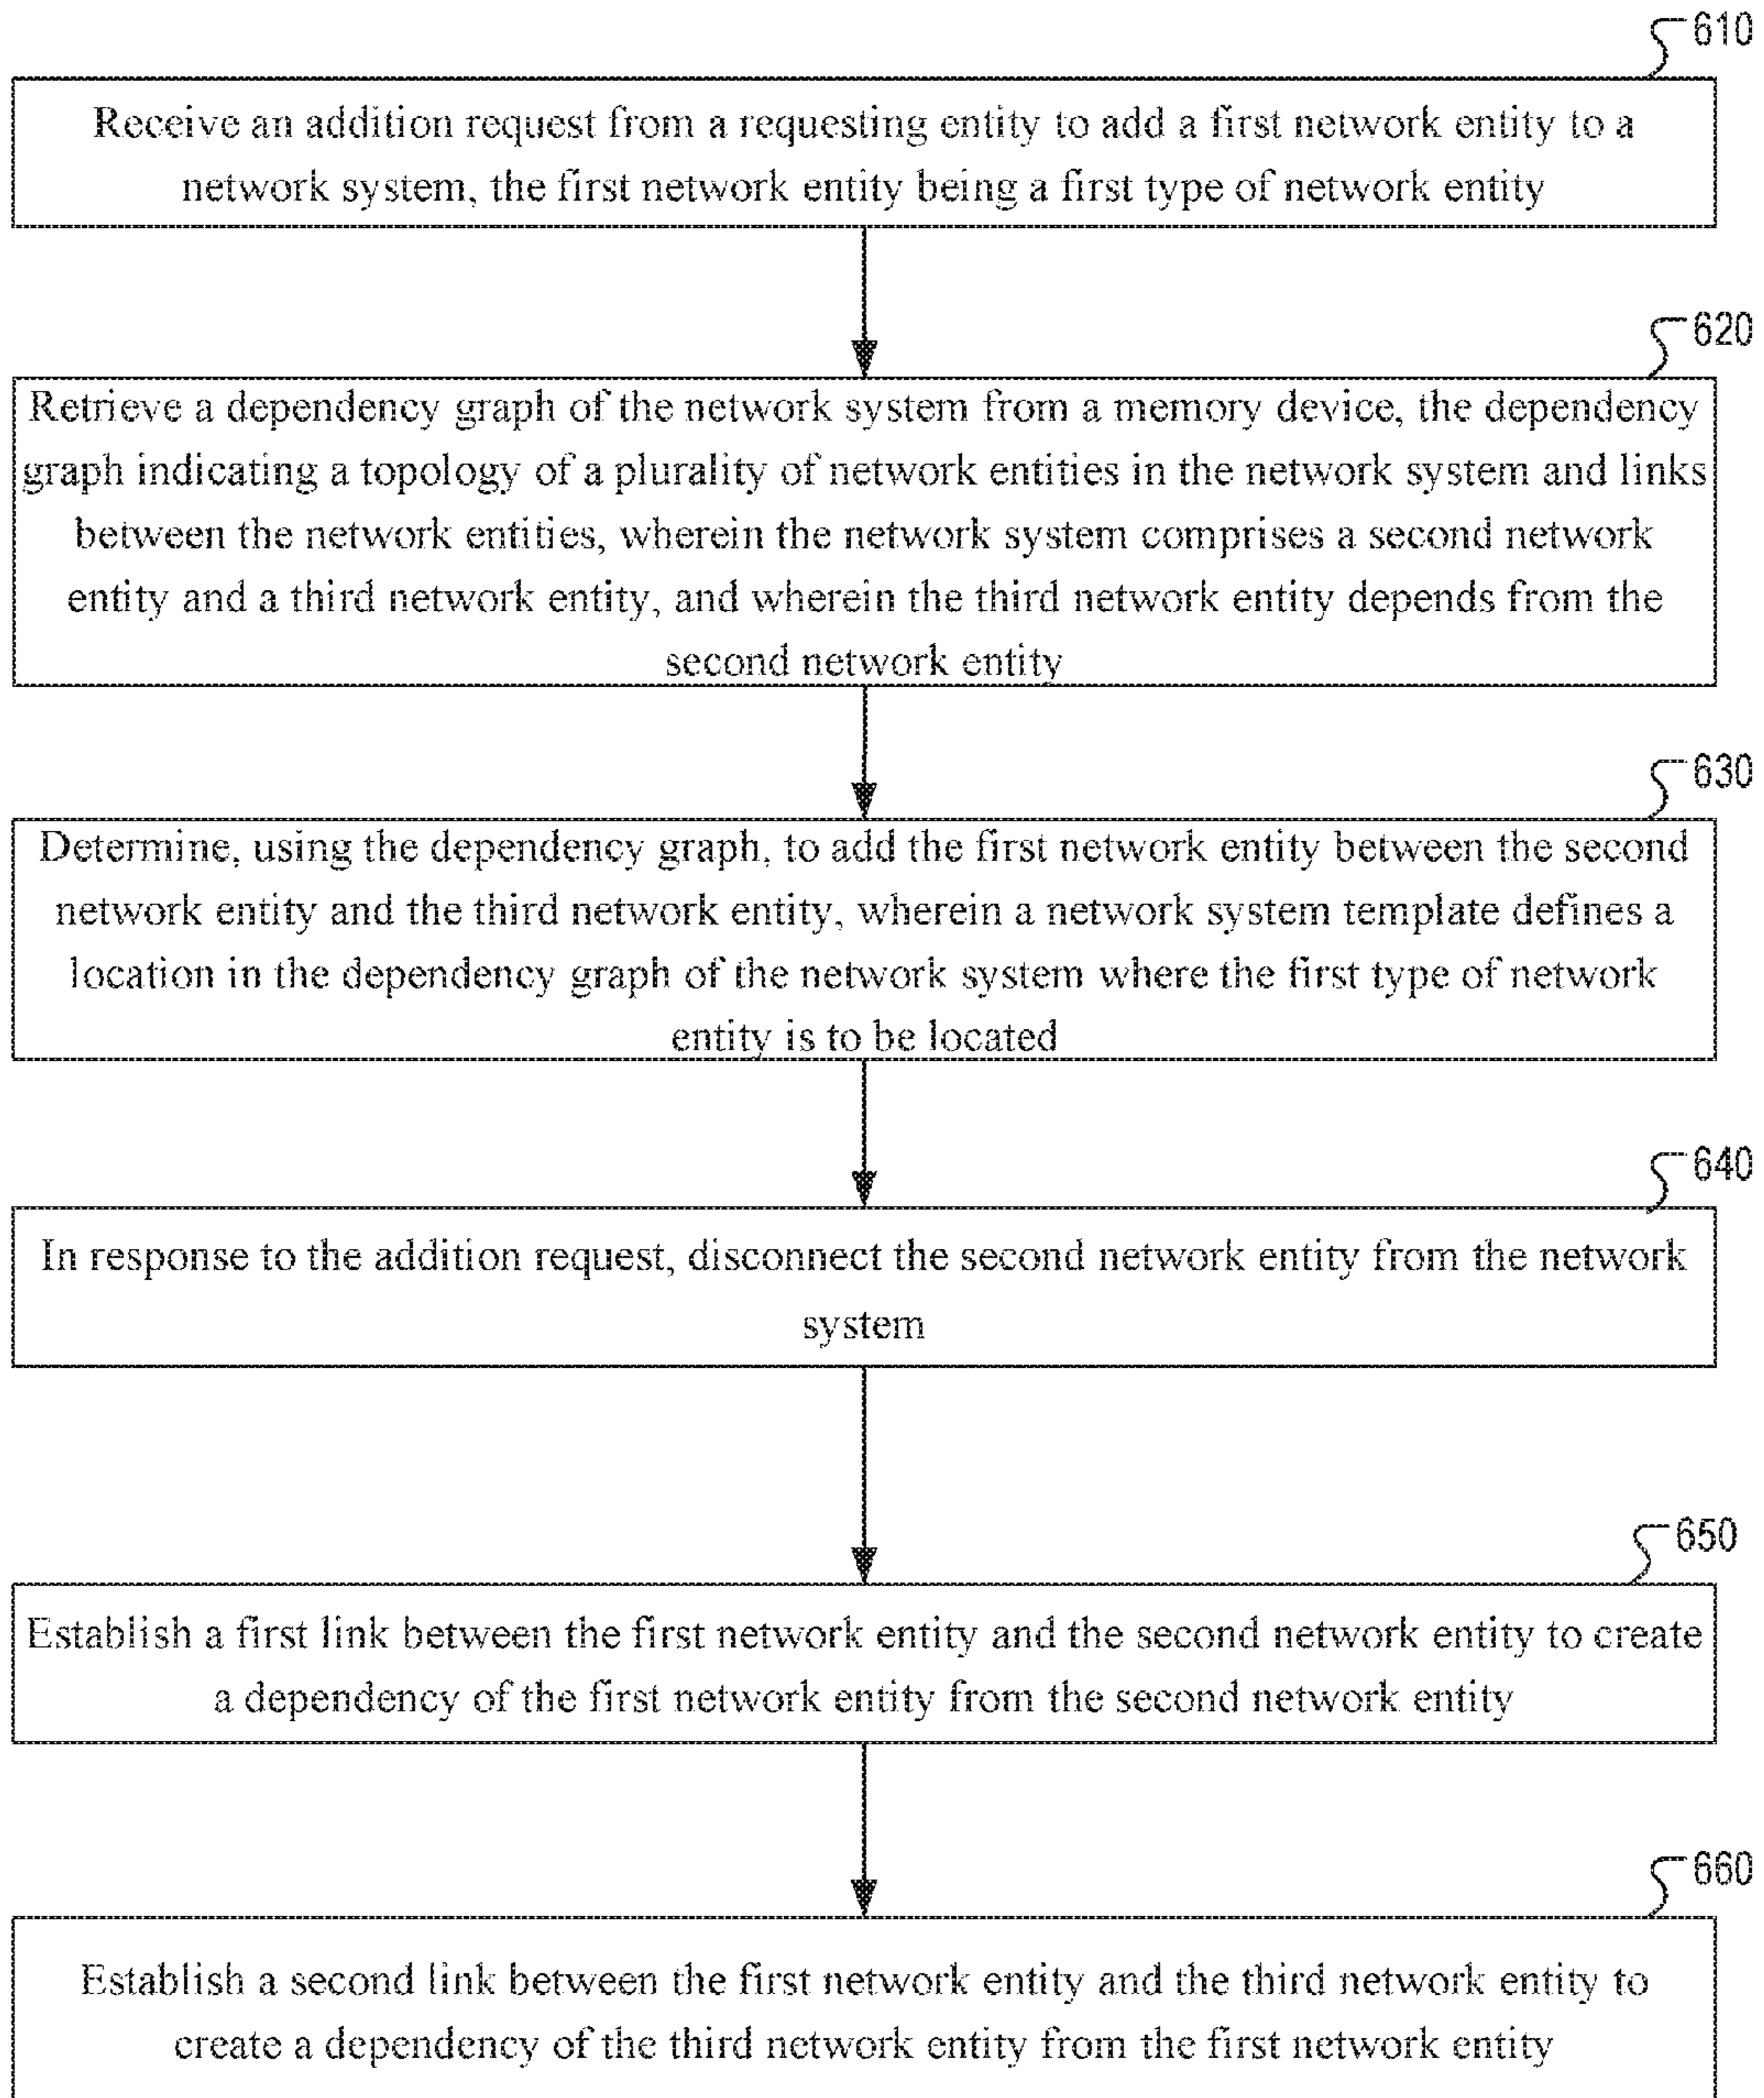 610
Receive an addition request from a requesting entity to add a first network entity to a
network system, the first network entity being a first type of network entity
620
Retrieve a dependency graph of the network system from a memory device, the dependency
graph indicating a topology of a plurality of network entities in the network system and links
between the network entities, wherein the network system comprises a second network
entity and a third network entity, and wherein the third network entity depends from the
second network entity
630
Determine, using the dependency graph, to add the first network entity between the second
network entity and the third network entity, wherein a network system template defines a
location in the dependency graph of the network system where the first type of network
entity is to be located
640
In response to the addition request, disconnect the second network entity from the network
system
650
Establish a first link between the first network entity and the second network entity to create
a dependency of the first network entity from the second network entity
660
Establish a second link between the first network entity and the third network entity to
create a dependency of the third network entity from the first network entity